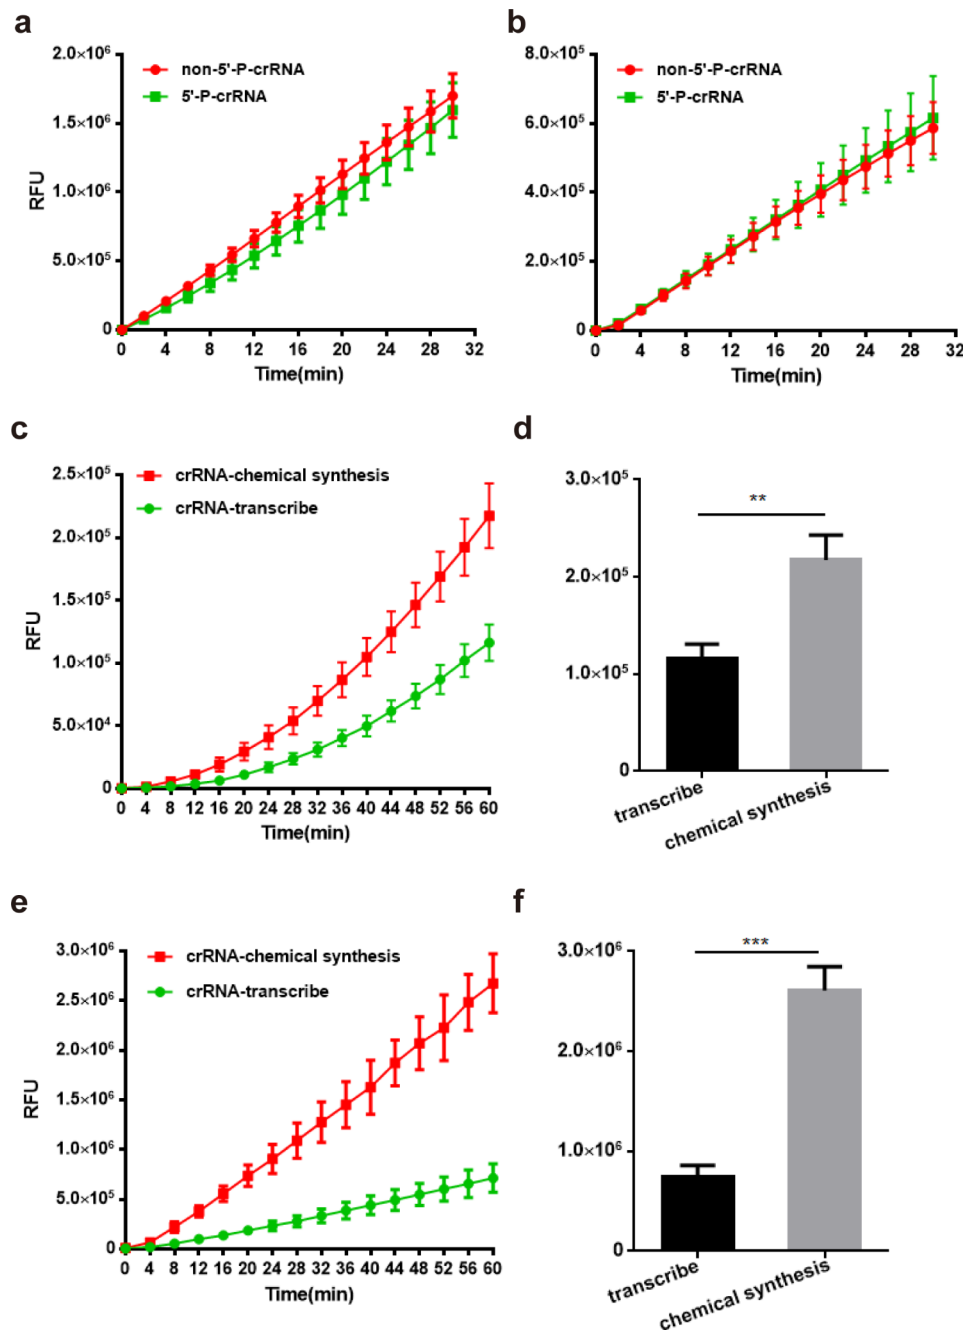 a
2.0×10⁶
1.5×10⁶
1.0×10⁶
5.0×10⁵
0
RFU
non-5'-P-crRNA
5'-P-crRNA
0 4 8 12 16 20 24 28 32
Time(min)
b
8.0×10⁵
6.0×10⁵
4.0×10⁵
2.0×10⁵
0
non-5'-P-crRNA
5'-P-crRNA
0 4 8 12 16 20 24 28 32
Time(min)
c
2.5×10⁵
2.0×10⁵
1.5×10⁵
1.0×10⁵
5.0×10⁴
0
RFU
crRNA-chemical synthesis
crRNA-transcribe
0 4 8 12 16 20 24 28 32 36 40 44 48 52 56 60
Time(min)
d
3.0×10⁵
2.0×10⁵
1.0×10⁵
0
**
transcribe
chemical synthesis
e
3.0×10⁶
2.5×10⁶
2.0×10⁶
1.5×10⁶
1.0×10⁶
5.0×10⁵
0
RFU
crRNA-chemical synthesis
crRNA-transcribe
0 4 8 12 16 20 24 28 32 36 40 44 48 52 56 60
Time(min)
f
3.0×10⁶
2.0×10⁶
1.0×10⁶
0
***
transcribe
chemical synthesis